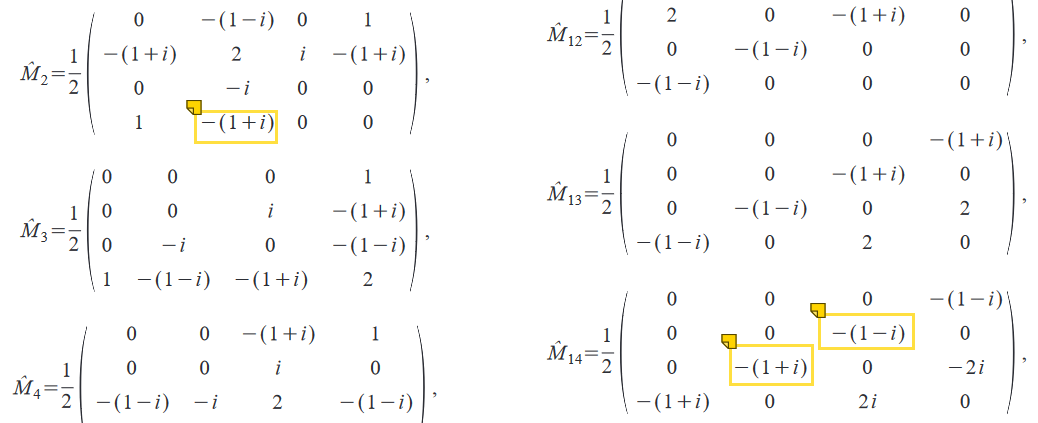 0 −(1−i) 0 1
−(1+i) 2 i −(1+i)
M̂₂=1/2
0 −i 0 0 ,
1 −(1+i) 0 0
0 0 0 1
0 0 i −(1+i)
M̂₃=1/2
0 −i 0 −(1−i) ,
1 −(1−i) −(1+i) 2
0 0 −(1+i) 1
0 0 i 0
M̂₄=1/2
−(1−i) −i 2 −(1−i) ,
2 0 −(1+i) 0
M̂₁₂=1/2
0 −(1−i) 0 0 ,
−(1−i) 0 0 0
0 0 0 −(1+i)
0 0 −(1+i) 0
M̂₁₃=1/2
0 −(1−i) 0 2 ,
−(1−i) 0 2 0
0 0 0 −(1−i)
0 0 −(1−i) 0
M̂₁₄=1/2
0 −(1+i) 0 −2i ,
−(1+i) 0 2i 0